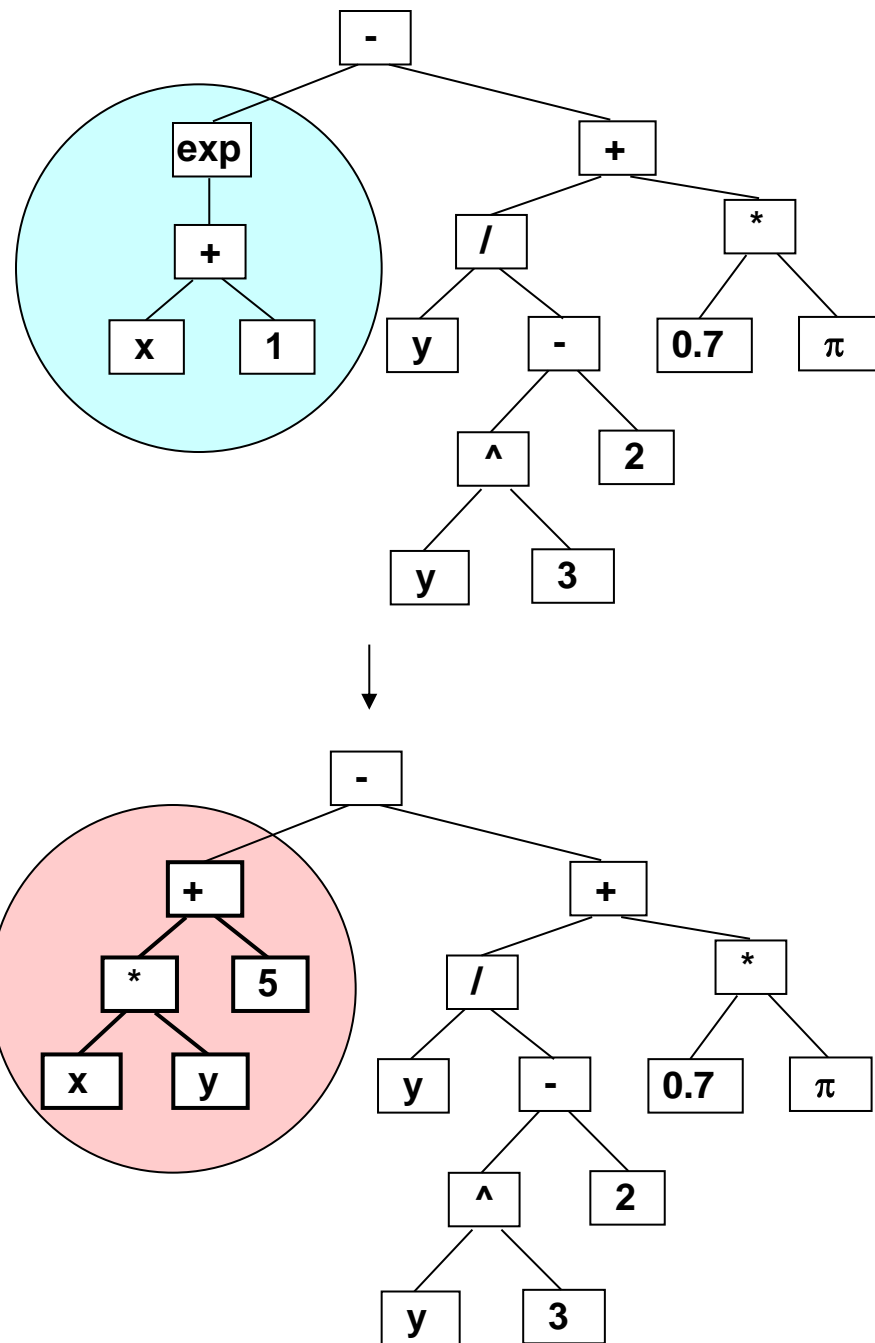 -
exp +
/ *
+
x 1 y - 0.7 π
^ 2
y 3
-
+ +
* 5 / *
x y y - 0.7 π
^ 2
y 3